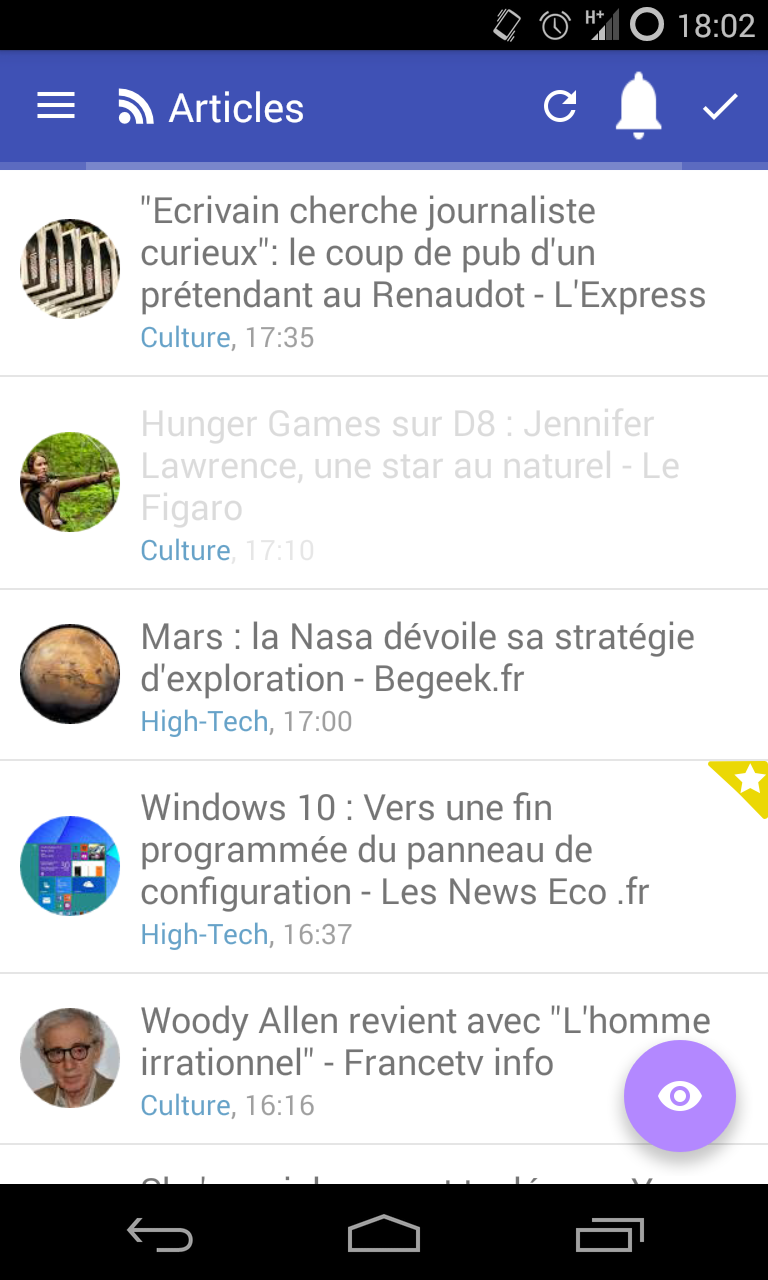 H+ 18:02
Articles
"Ecrivain cherche journaliste
curieux": le coup de pub d'un
prétendant au Renaudot - L'Express
Culture, 17:35
Hunger Games sur D8 : Jennifer
Lawrence, une star au naturel - Le
Figaro
Culture, 17:10
Mars : la Nasa dévoile sa stratégie
d'exploration - Begeek.fr
High-Tech, 17:00
Windows 10 : Vers une fin
programmée du panneau de
configuration - Les News Eco .fr
High-Tech, 16:37
Woody Allen revient avec "L'homme
irrationnel" - Francetv info
Culture, 16:16